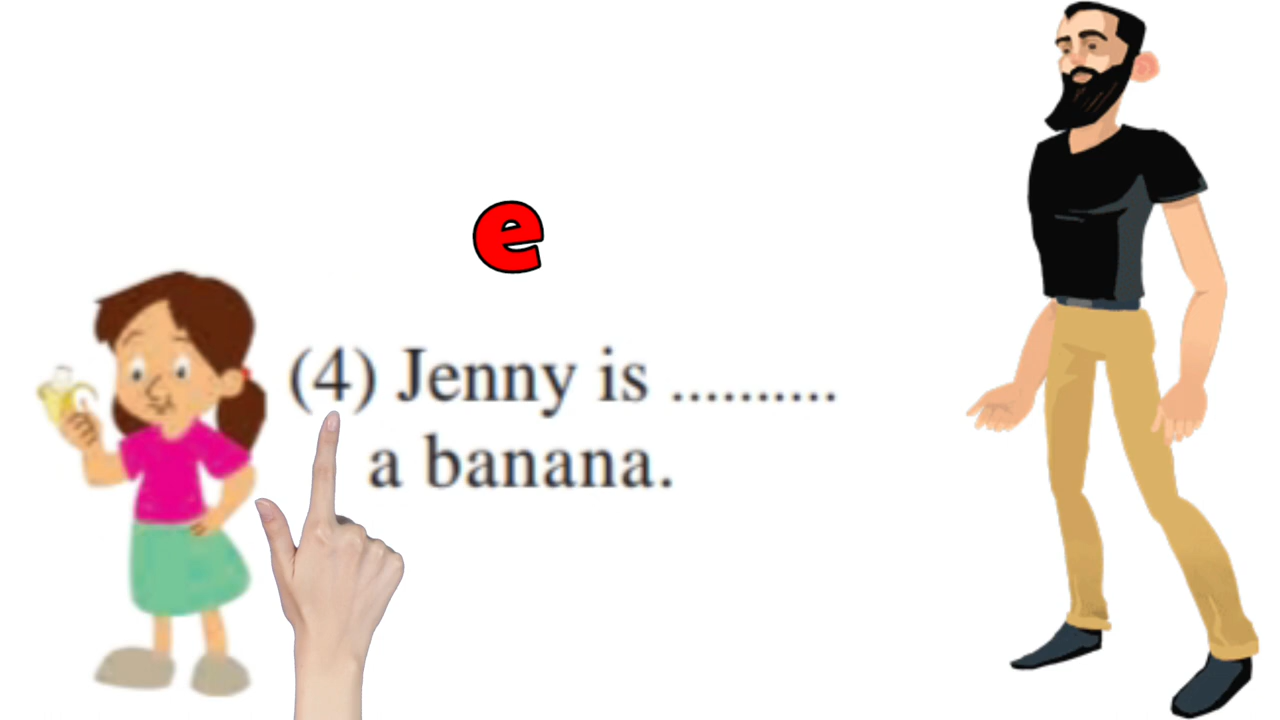 e
(4) Jenny is ..........
a banana.